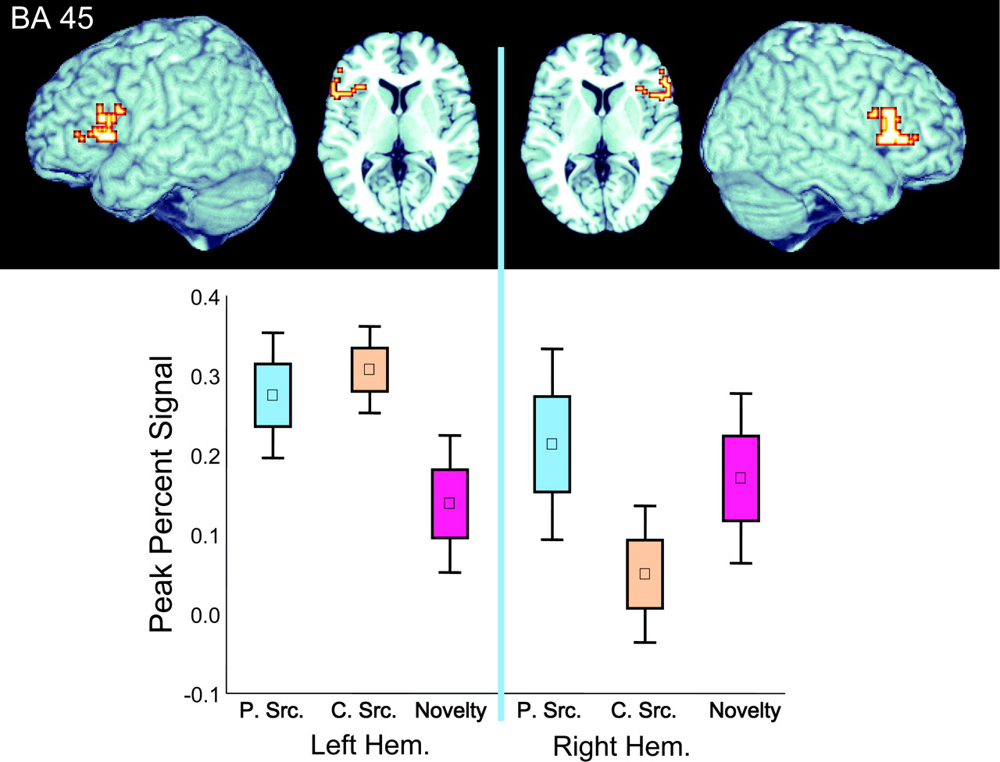 BA 45
0.4
0.3
0.2
0.1
0.0
-0.1
Peak Percent Signal
P. Src. C. Src. Novelty P. Src. C. Src. Novelty
Left Hem. Right Hem.